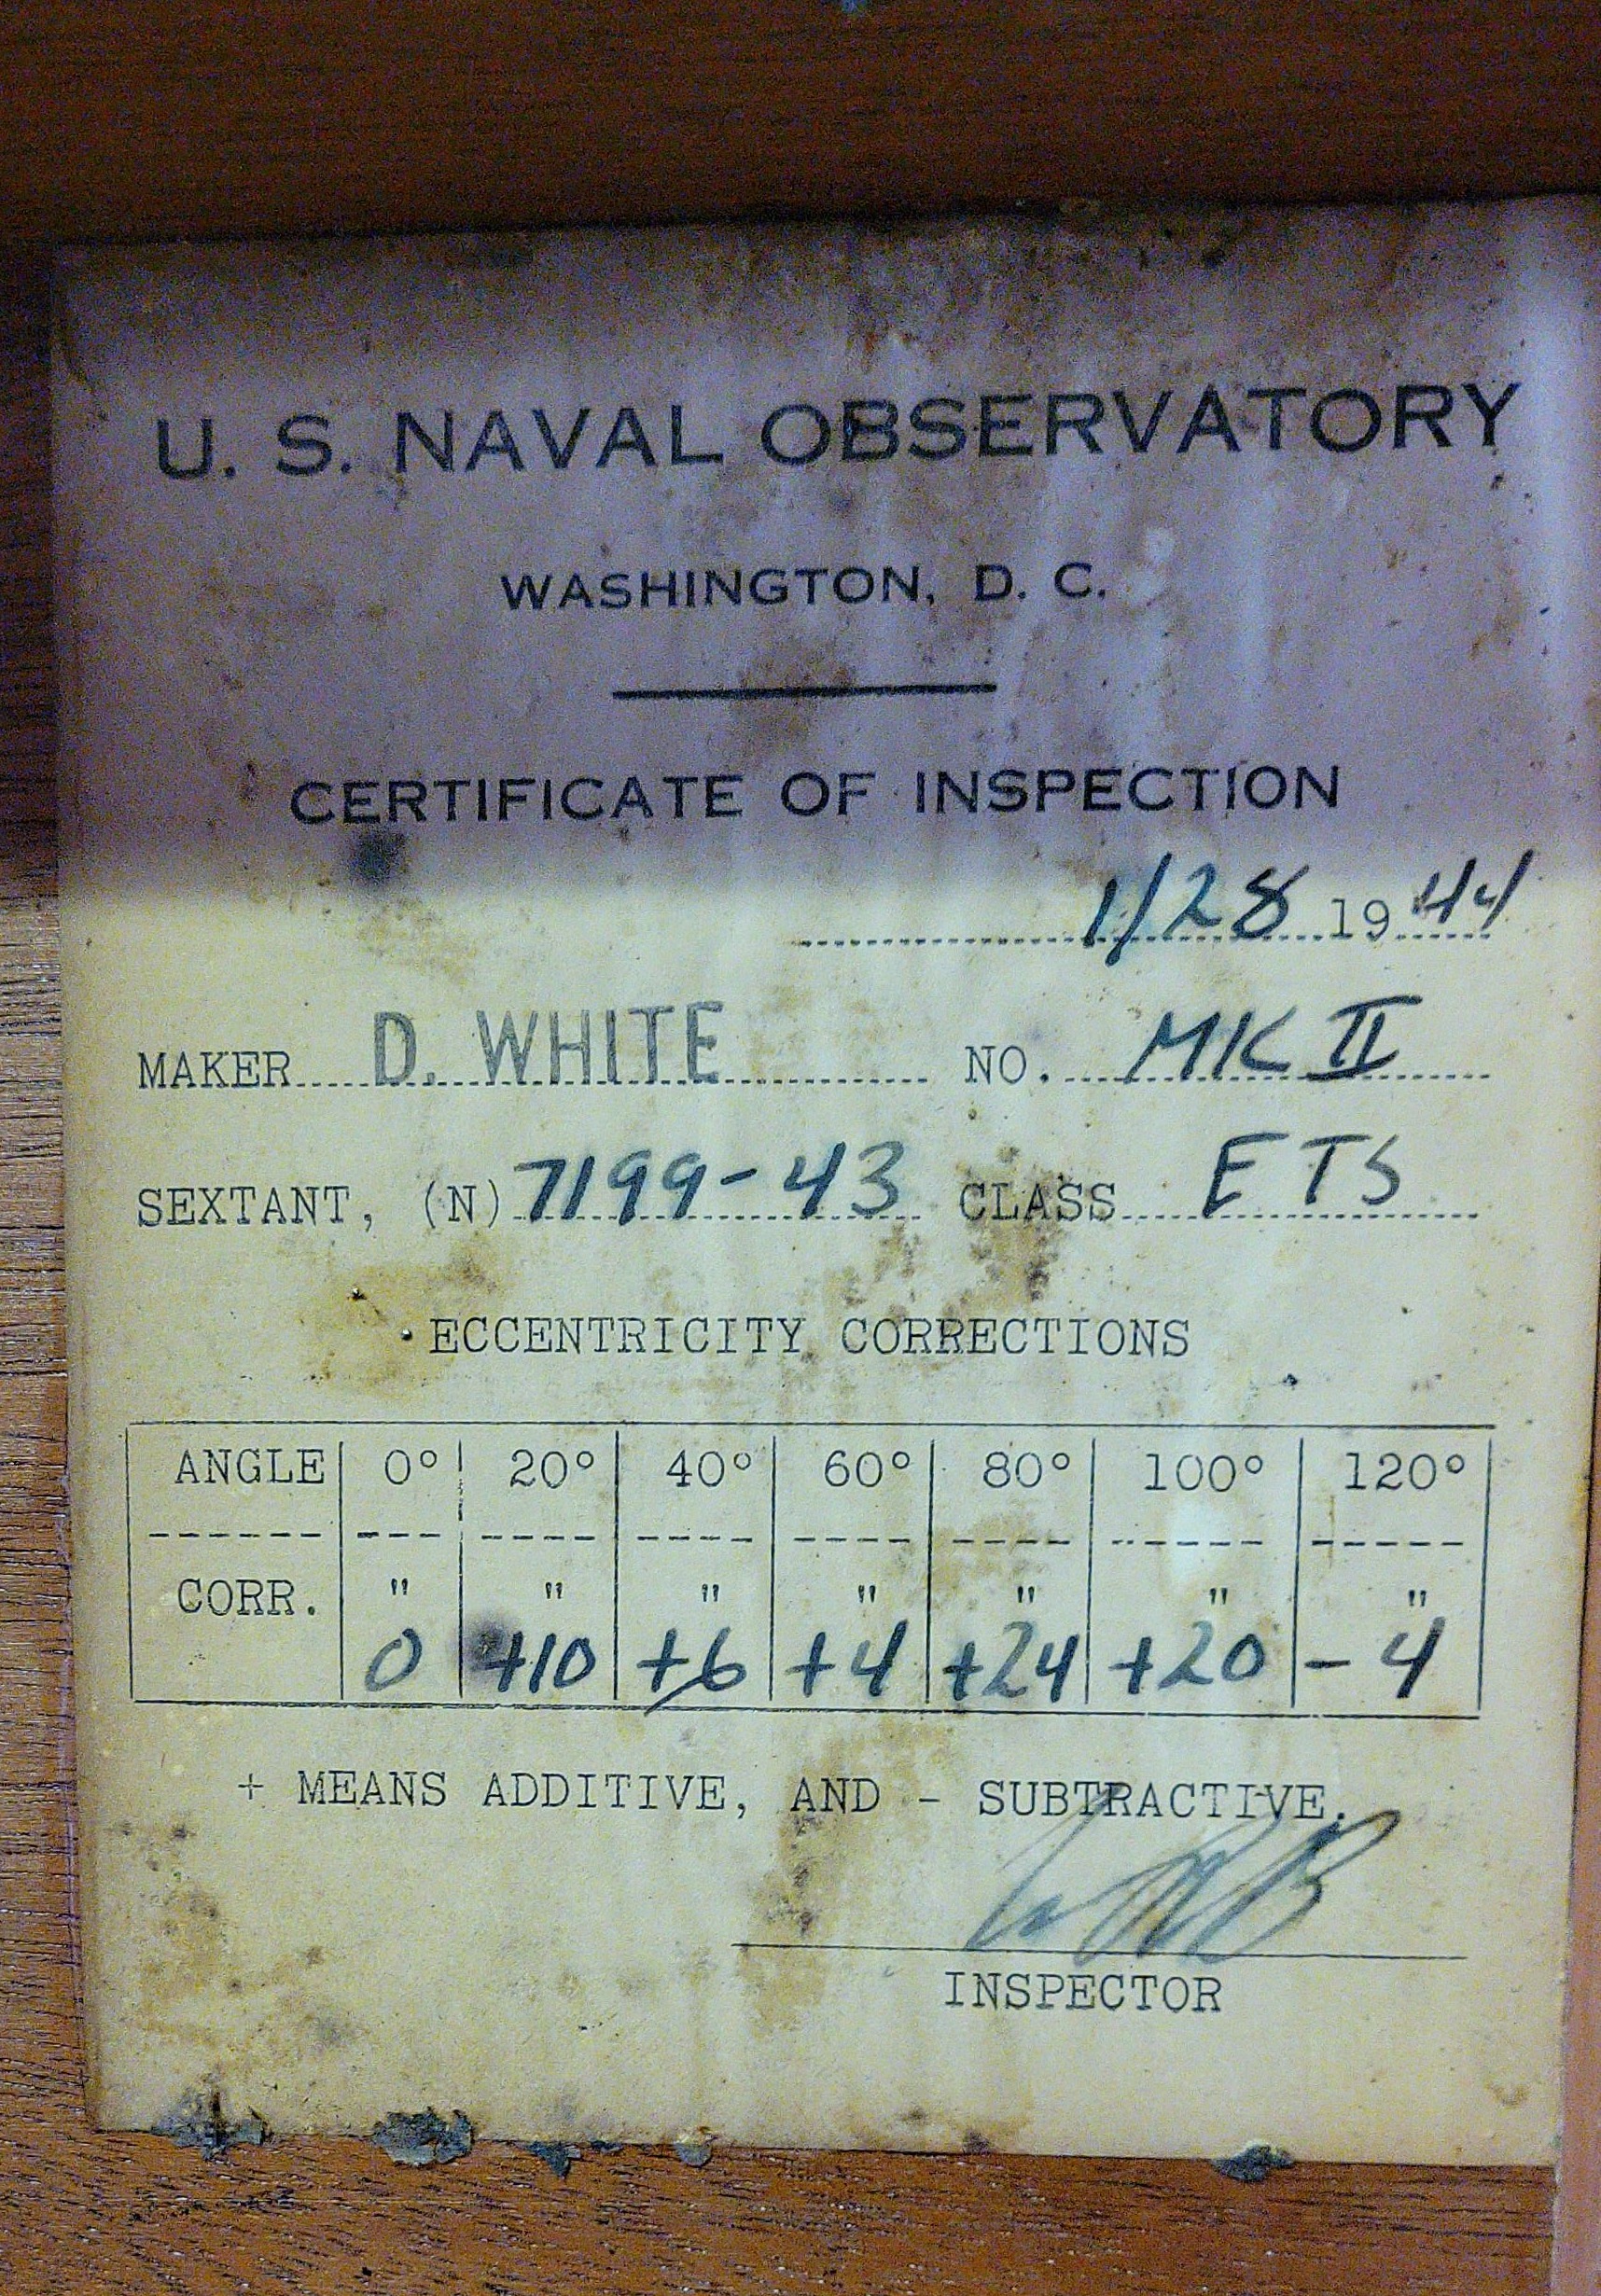 U. S. NAVAL OBSERVATORY
WASHINGTON, D. C.
CERTIFICATE OF INSPECTION
1/28 1944
MAKER D. WHITE NO. MK II
SEXTANT, (N) 7199-43 CLASS ETS
ECCENTRICITY CORRECTIONS
ANGLE 0° 20° 40° 60° 80° 100° 120°
CORR. " " " " " " "
0 +10 +6 +4 +24 +20 -4
+ MEANS ADDITIVE, AND - SUBTRACTIVE.
INSPECTOR